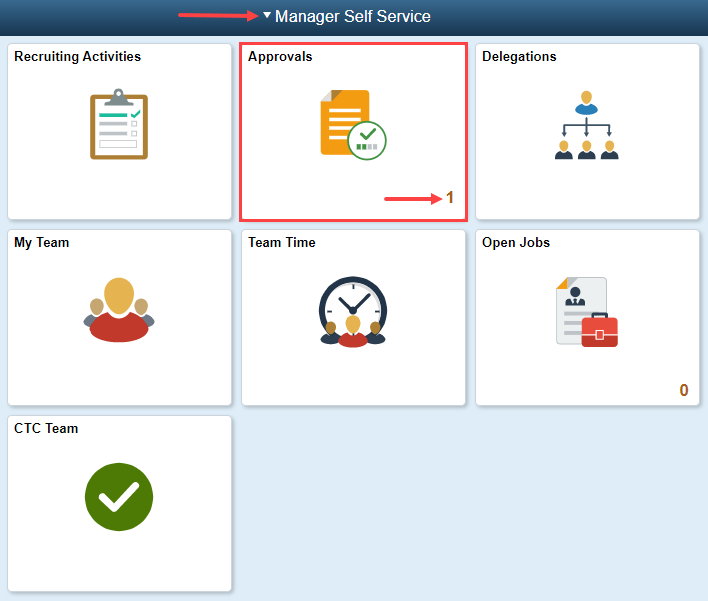 Manager Self Service
Recruiting Activities
Approvals
Delegations
1
My Team
Team Time
Open Jobs
0
CTC Team